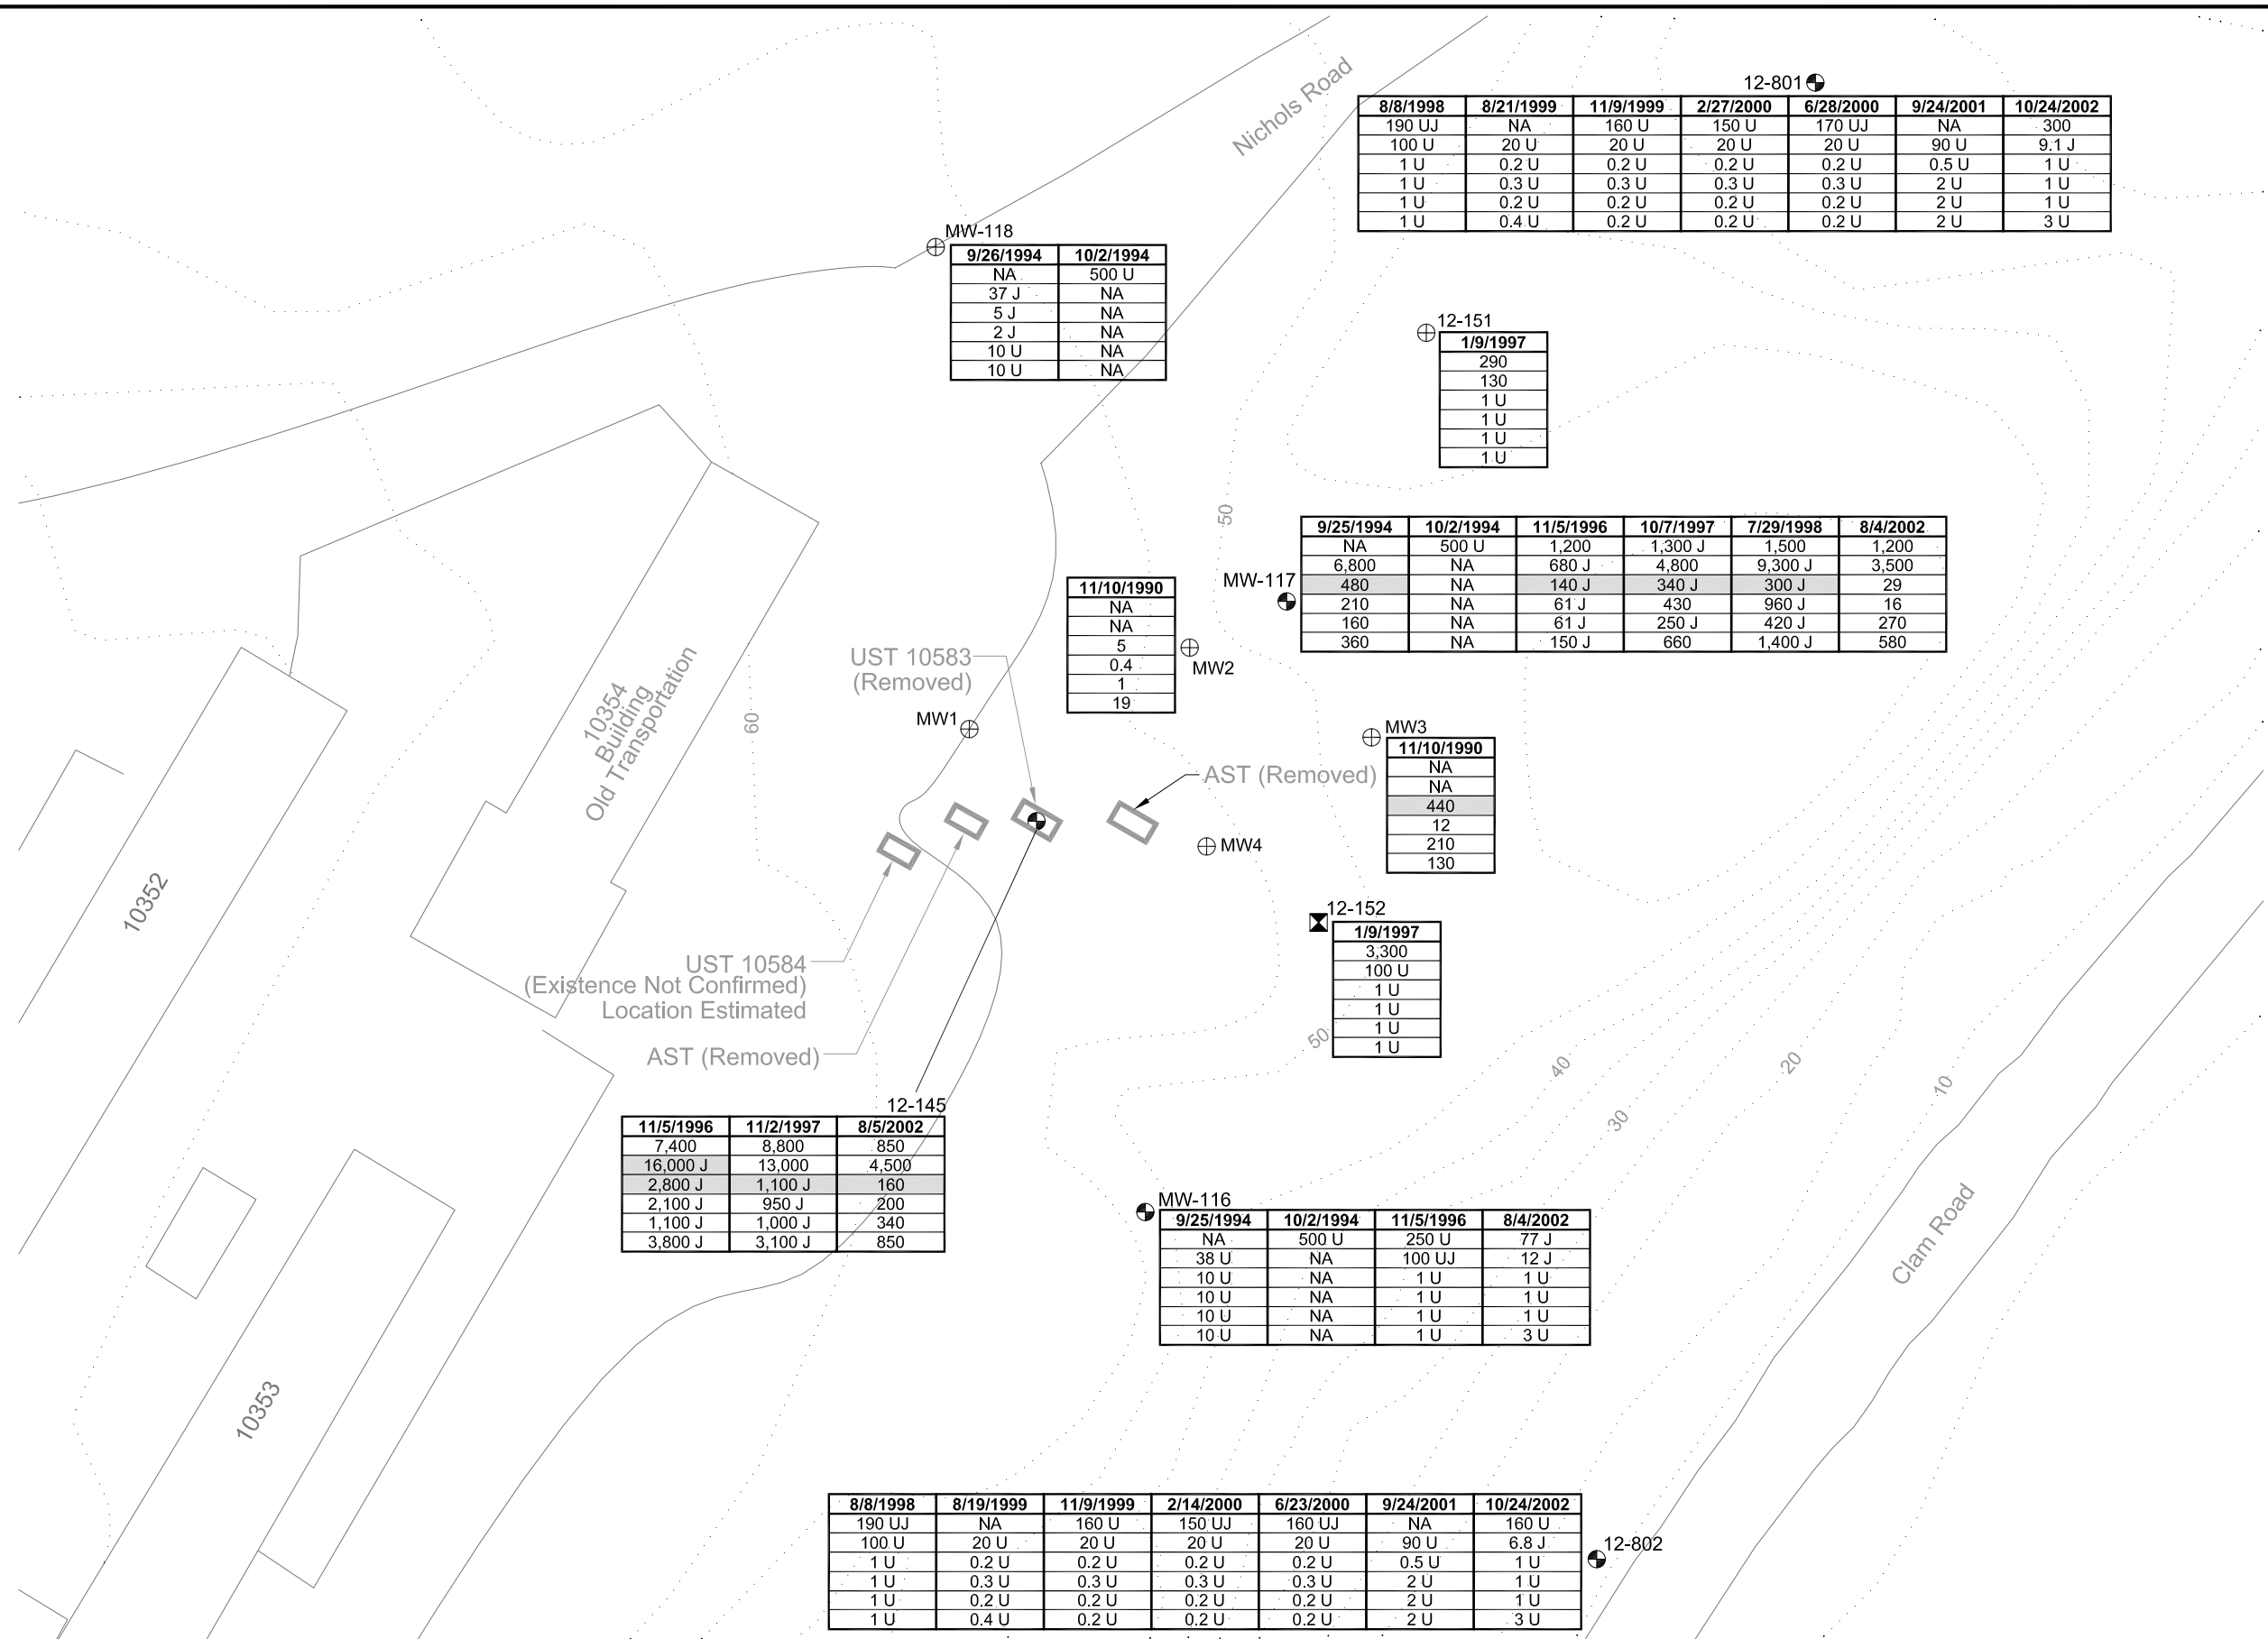 Nichols Road
12-801
8/8/1998 8/21/1999 11/9/1999 2/27/2000 6/28/2000 9/24/2001 10/24/2002
190 UJ NA 160 U 150 U 170 UJ NA 300
100 U 20 U 20 U 20 U 20 U 90 U 9.1 J
1 U 0.2 U 0.2 U 0.2 U 0.2 U 0.5 U 1 U
1 U 0.3 U 0.3 U 0.3 U 0.3 U 2 U 1 U
1 U 0.2 U 0.2 U 0.2 U 0.2 U 2 U 1 U
1 U 0.4 U 0.2 U 0.2 U 0.2 U 2 U 3 U
MW-118
9/26/1994 10/2/1994
NA 500 U
37 J NA
5 J NA
2 J NA
10 U NA
10 U NA
12-151
1/9/1997
290
130
1 U
1 U
1 U
1 U
50
MW-117
9/25/1994 10/2/1994 11/5/1996 10/7/1997 7/29/1998 8/4/2002
NA 500 U 1,200 1,300 J 1,500 1,200
6,800 NA 680 J 4,800 9,300 J 3,500
480 NA 140 J 340 J 300 J 29
210 NA 61 J 430 960 J 16
160 NA 61 J 250 J 420 J 270
360 NA 150 J 660 1,400 J 580
11/10/1990
NA
NA
5
0.4
1
19
MW2
UST 10583
(Removed)
MW1
10354
Building
Old Transportation
60
MW3
11/10/1990
NA
NA
440
12
210
130
AST (Removed)
MW4
10352
12-152
1/9/1997
3,300
100 U
1 U
1 U
1 U
1 U
UST 10584
(Existence Not Confirmed)
Location Estimated
AST (Removed)
50
40
30
20
10
12-145
11/5/1996 11/2/1997 8/5/2002
7,400 8,800 850
16,000 J 13,000 4,500
2,800 J 1,100 J 160
2,100 J 950 J 200
1,100 J 1,000 J 340
3,800 J 3,100 J 850
MW-116
9/25/1994 10/2/1994 11/5/1996 8/4/2002
NA 500 U 250 U 77 J
38 U NA 100 UJ 12 J
10 U NA 1 U 1 U
10 U NA 1 U 1 U
10 U NA 1 U 1 U
10 U NA 1 U 3 U
Clam Road
10353
8/8/1998 8/19/1999 11/9/1999 2/14/2000 6/23/2000 9/24/2001 10/24/2002
190 UJ NA 160 U 150 UJ 160 UJ NA 160 U
100 U 20 U 20 U 20 U 20 U 90 U 6.8 J
1 U 0.2 U 0.2 U 0.2 U 0.2 U 0.5 U 1 U
1 U 0.3 U 0.3 U 0.3 U 0.3 U 2 U 1 U
1 U 0.2 U 0.2 U 0.2 U 0.2 U 2 U 1 U
1 U 0.4 U 0.2 U 0.2 U 0.2 U 2 U 3 U
12-802